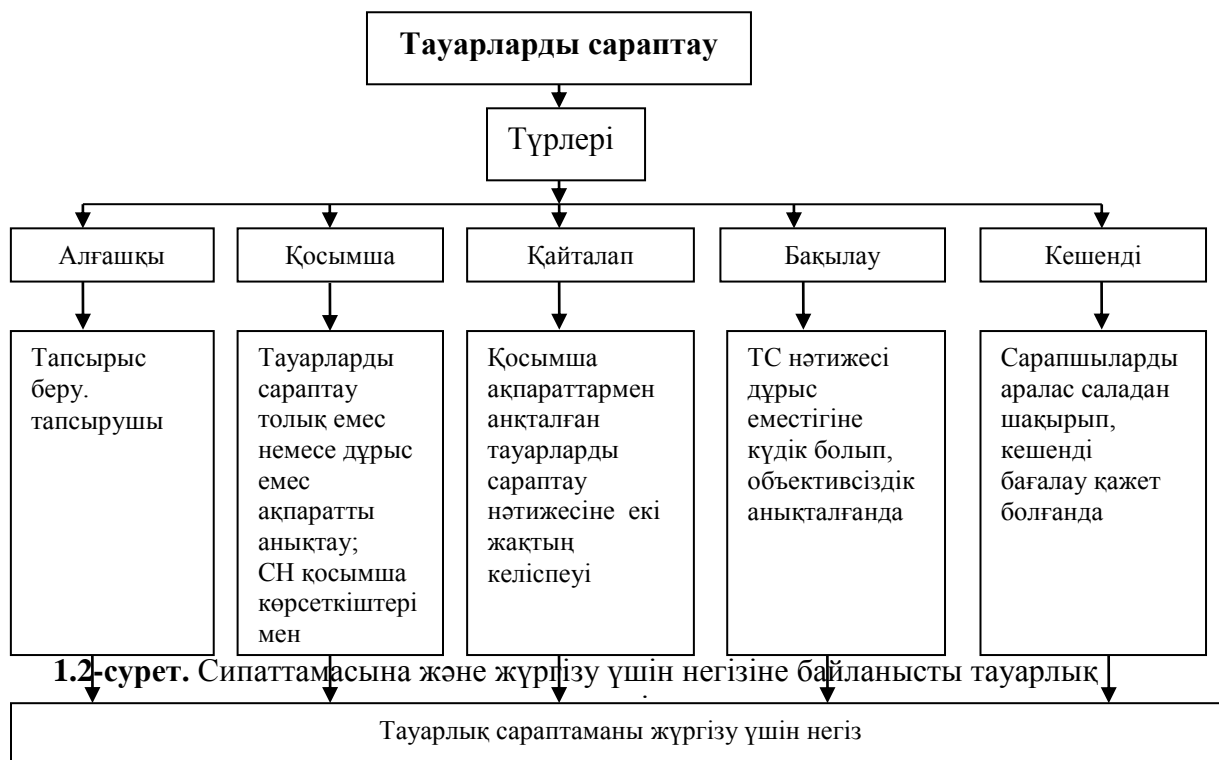 Тауарларды сараптау
Түрлері
Алғашқы
Қосымша
Қайталап
Бақылау
Кешенді
Тапсырыс
беру.
тапсырушы
Тауарларды
сараптау
толық емес
немесе дұрыс
емес
ақпаратты
анықтау;
СН қосымша
көрсеткіштері
мен
Қосымша
ақпараттармен
анқталған
тауарларды
сараптау
нәтижесіне екі
жақтың
келіспеуі
ТС нәтижесі
дұрыс
еместігіне
күдік болып,
объективсіздік
анықталғанда
Сарапшыларды
аралас саладан
шақырып,
кешенді
бағалау қажет
болғанда
1.2-сурет. Сипаттамасына және жүргізу үшін негізіне байланысты тауарлық
Тауарлық сараптаманы жүргізу үшін негіз